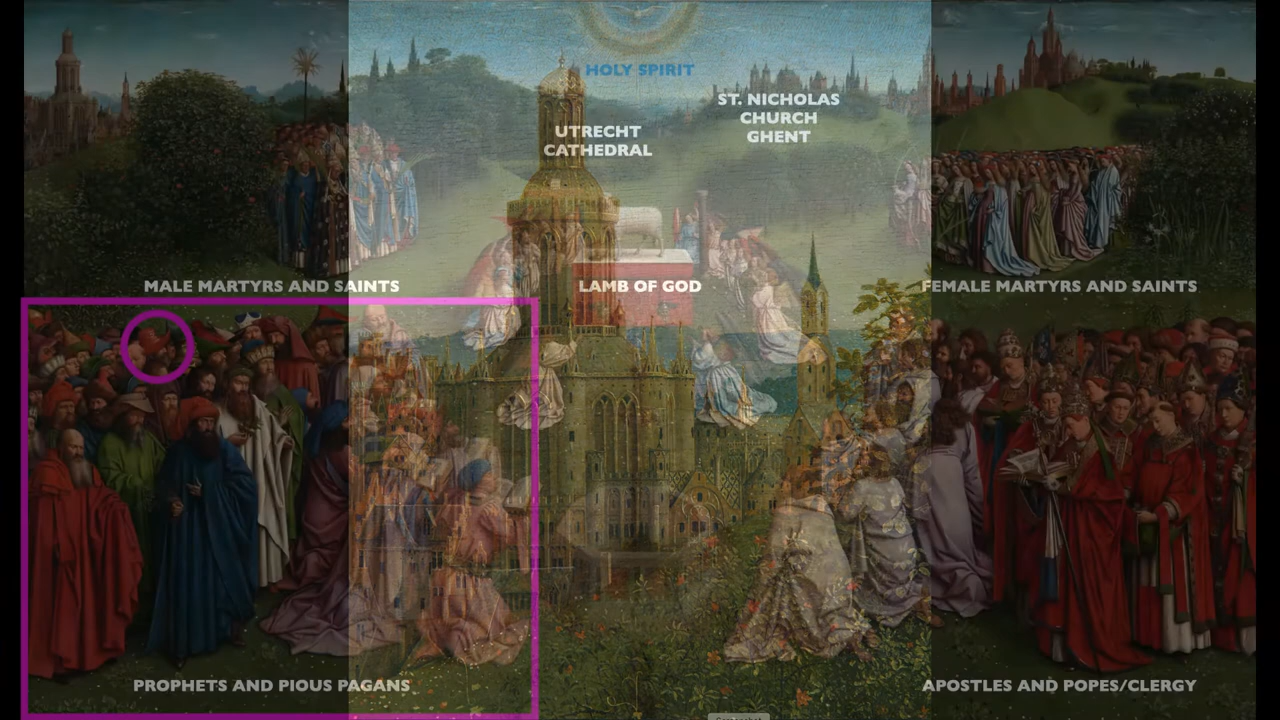 HOLY SPIRIT
ST. NICHOLAS
CHURCH
GHENT
UTRECHT
CATHEDRAL
MALE MARTYRS AND SAINTS
LAMB OF GOD
FEMALE MARTYRS AND SAINTS
PROPHETS AND PIOUS PAGANS
APOSTLES AND POPES/CLERGY